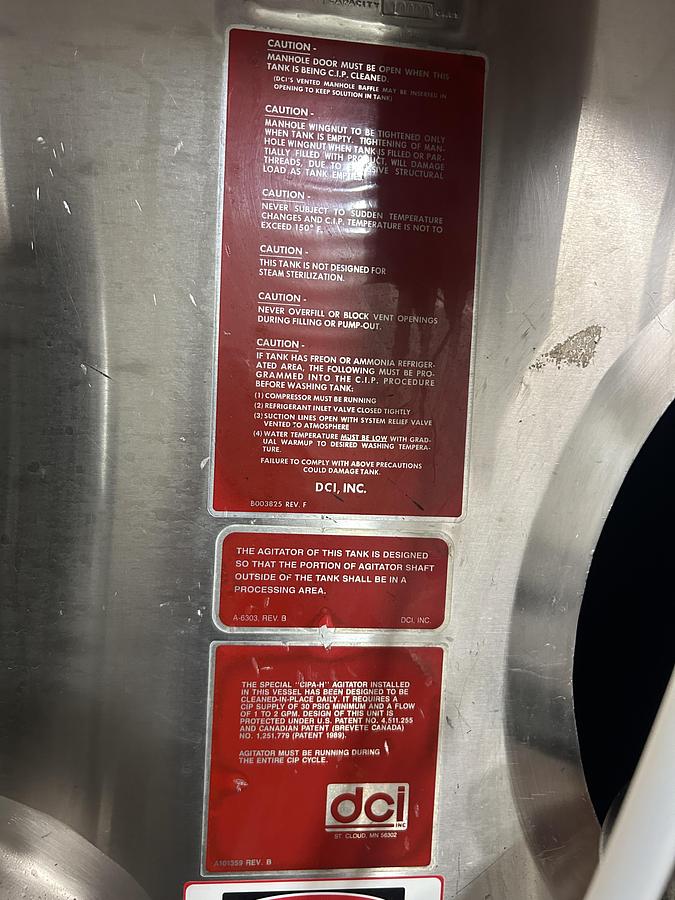 CAPACITY
CAUTION -
MANHOLE DOOR MUST BE OPEN WHEN THIS
TANK IS BEING C.I.P. CLEANED.
(DCI'S VENTED MANHOLE BAFFLE MAY BE INSERTED IN
OPENING TO KEEP SOLUTION IN TANK)
CAUTION -
MANHOLE WINGNUT TO BE TIGHTENED ONLY
WHEN TANK IS EMPTY. TIGHTENING OF MAN-
HOLE WINGNUT WHEN TANK IS FILLED OR PAR-
TIALLY FILLED WITH PRODUCT, WILL DAMAGE
THREADS, DUE TO STRUCTURAL
LOAD AS TANK
CAUTION -
NEVER SUBJECT TO SUDDEN TEMPERATURE
CHANGES AND C.I.P. TEMPERATURE IS NOT TO
EXCEED 150° F.
CAUTION -
THIS TANK IS NOT DESIGNED FOR
STEAM STERILIZATION.
CAUTION -
NEVER OVERFILL OR BLOCK VENT OPENINGS
DURING FILLING OR PUMP-OUT.
CAUTION -
IF TANK HAS FREON OR AMMONIA REFRIGER-
ATED AREA, THE FOLLOWING MUST BE PRO-
GRAMMED INTO THE C.I.P. PROCEDURE
BEFORE WASHING TANK:
(1) COMPRESSOR MUST BE RUNNING
(2) REFRIGERANT INLET VALVE CLOSED TIGHTLY
(3) SUCTION LINES OPEN WITH SYSTEM RELIEF VALVE
VENTED TO ATMOSPHERE
(4) WATER TEMPERATURE MUST BE LOW WITH GRAD-
UAL WARMUP TO DESIRED WASHING TEMPERA-
TURE.
FAILURE TO COMPLY WITH ABOVE PRECAUTIONS
COULD DAMAGE TANK.
DCI, INC.
B003825 REV. F
THE AGITATOR OF THIS TANK IS DESIGNED
SO THAT THE PORTION OF AGITATOR SHAFT
OUTSIDE OF THE TANK SHALL BE IN A
PROCESSING AREA.
A-6303, REV. B DCI, INC.
THE SPECIAL "CIPA-H" AGITATOR INSTALLED
IN THIS VESSEL HAS BEEN DESIGNED TO BE
CLEANED-IN-PLACE DAILY. IT REQUIRES A
CIP SUPPLY OF 30 PSIG MINIMUM AND A FLOW
OF 1 TO 2 GPM. DESIGN OF THIS UNIT IS
PROTECTED UNDER U.S. PATENT NO. 4,511,255
AND CANADIAN PATENT (BREVETE CANADA)
NO. 1,251,779 (PATENT 1989).
AGITATOR MUST BE RUNNING DURING
THE ENTIRE CIP CYCLE.
dci
INC
ST. CLOUD, MN 56302
A101359 REV. B